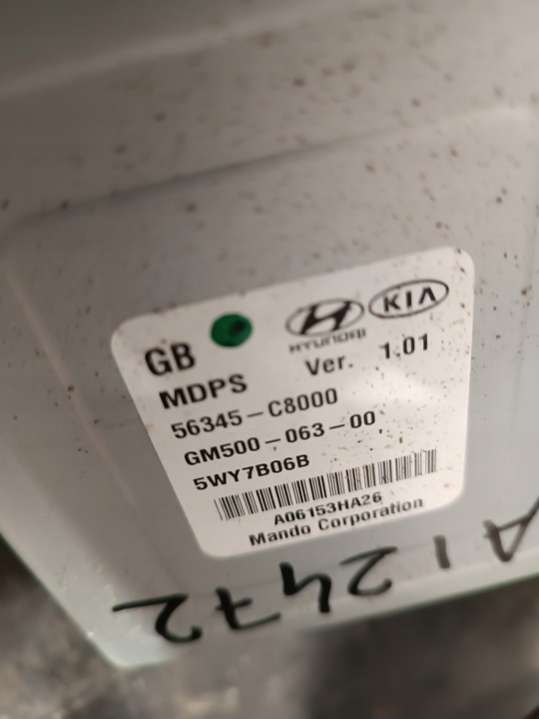 GB HYUNDAI KIA
MDPS Ver. 1.01
56345-C8000
GM500-063-00
5WY7B06B
A06153HA26
Mando Corporation
A12472